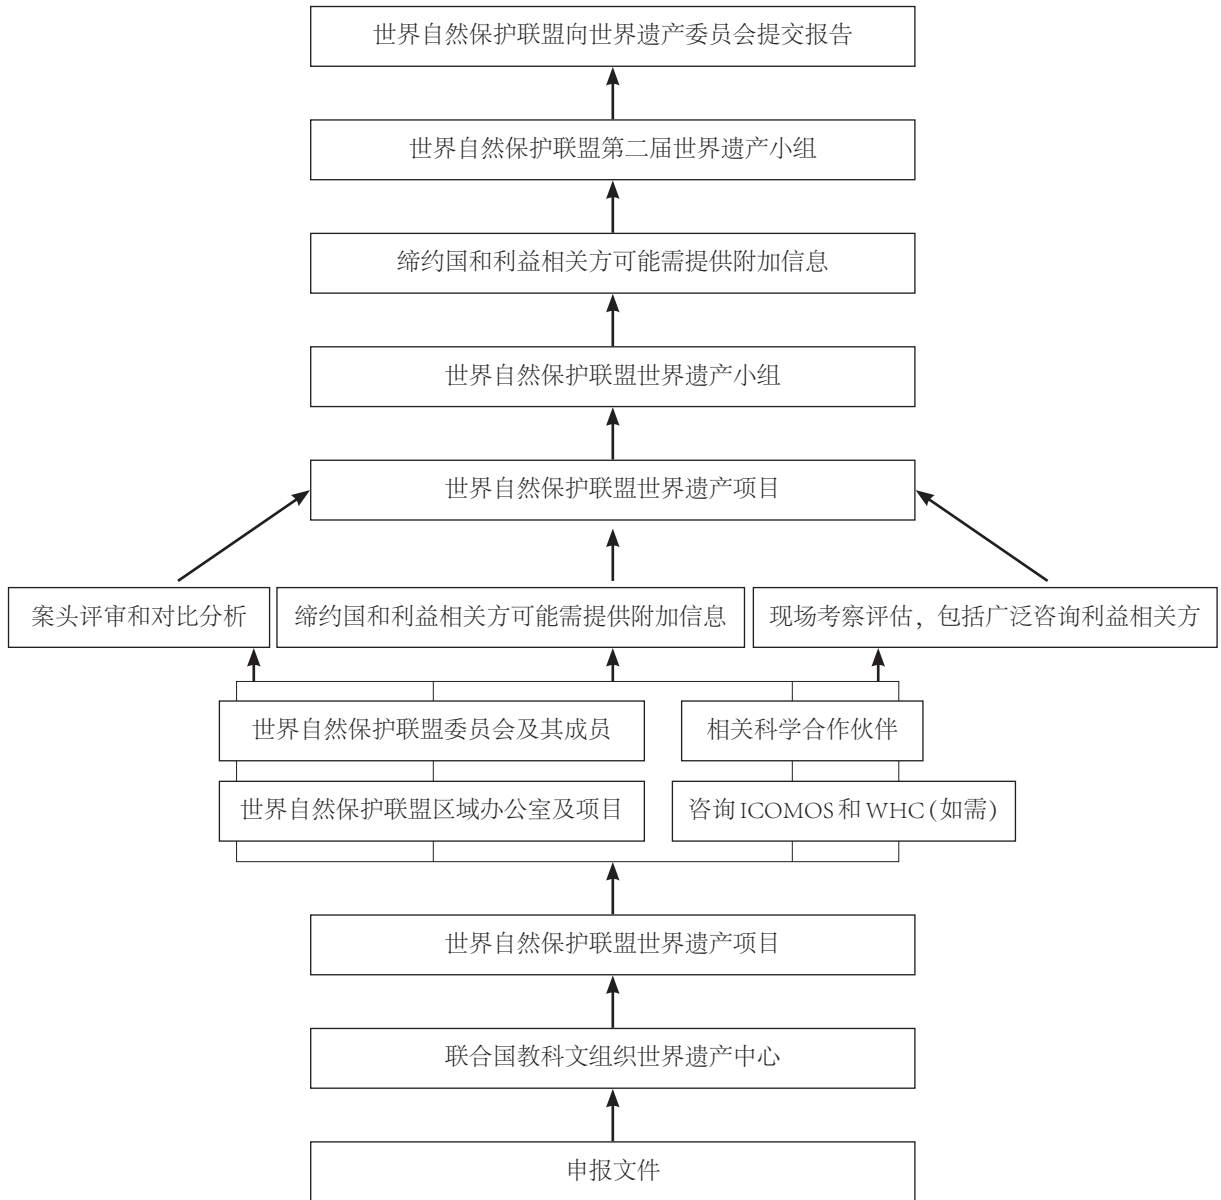 世界自然保护联盟向世界遗产委员会提交报告
世界自然保护联盟第二届世界遗产小组
缔约国和利益相关方可能需提供附加信息
世界自然保护联盟世界遗产小组
世界自然保护联盟世界遗产项目
案头评审和对比分析
缔约国和利益相关方可能需提供附加信息
现场考察评估，包括广泛咨询利益相关方
世界自然保护联盟委员会及其成员
相关科学合作伙伴
世界自然保护联盟区域办公室及项目
咨询ICOMOS和WHC(如需)
世界自然保护联盟世界遗产项目
联合国教科文组织世界遗产中心
申报文件